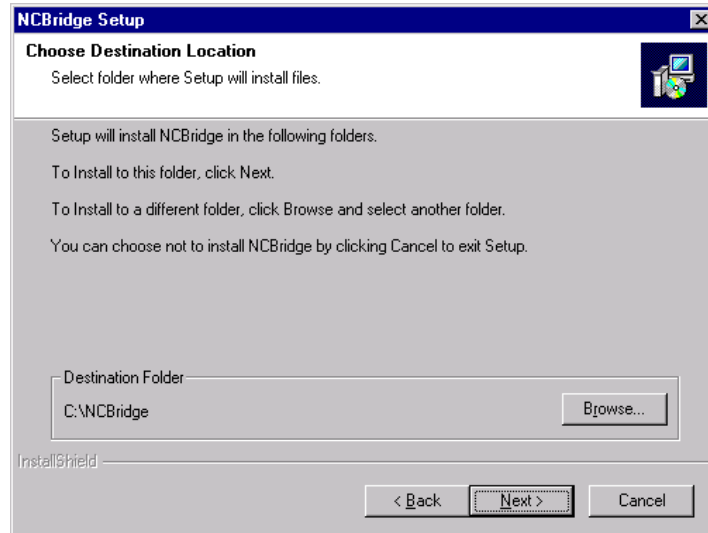 NCBridge Setup
Choose Destination Location
Select folder where Setup will install files.
Setup will install NCBridge in the following folders.
To Install to this folder, click Next.
To Install to a different folder, click Browse and select another folder.
You can choose not to install NCBridge by clicking Cancel to exit Setup.
Destination Folder
C:\NCBridge
Browse...
InstallShield
< Back Next > Cancel